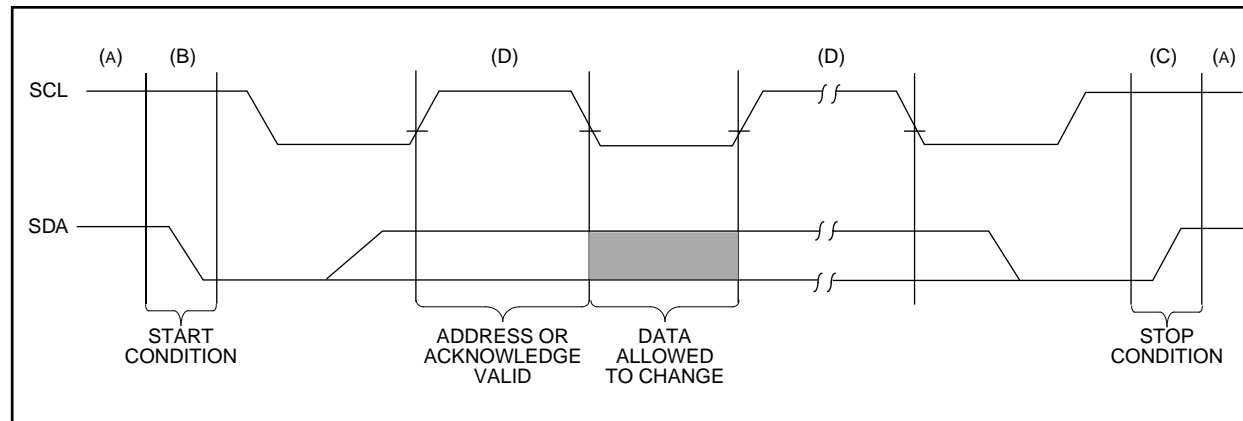 (A) (B) (D) (D) (C) (A)
SCL
SDA
START
CONDITION
ADDRESS OR
ACKNOWLEDGE
VALID
DATA
ALLOWED
TO CHANGE
STOP
CONDITION